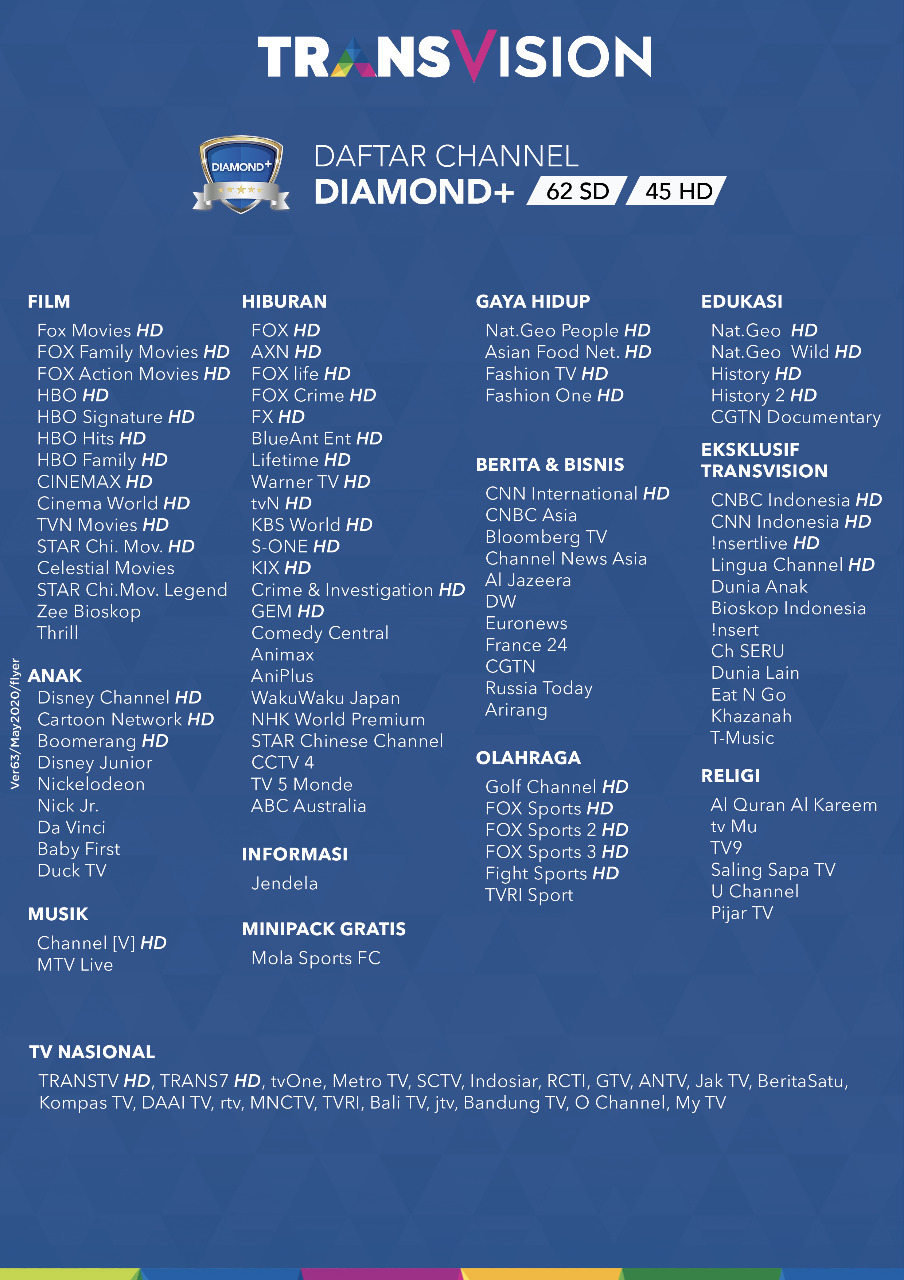 TRANSVISION
DIAMOND+
DAFTAR CHANNEL
DIAMOND+ 62 SD 45 HD
FILM
Fox Movies HD
FOX Family Movies HD
FOX Action Movies HD
HBO HD
HBO Signature HD
HBO Hits HD
HBO Family HD
CINEMAX HD
Cinema World HD
TVN Movies HD
STAR Chi. Mov. HD
Celestial Movies
STAR Chi.Mov. Legend
Zee Bioskop
Thrill
ANAK
Disney Channel HD
Cartoon Network HD
Boomerang HD
Disney Junior
Nickelodeon
Nick Jr.
Da Vinci
Baby First
Duck TV
MUSIK
Channel [V] HD
MTV Live
HIBURAN
FOX HD
AXN HD
FOX life HD
FOX Crime HD
FX HD
BlueAnt Ent HD
Lifetime HD
Warner TV HD
tvN HD
KBS World HD
S-ONE HD
KIX HD
Crime & Investigation HD
GEM HD
Comedy Central
Animax
AniPlus
WakuWaku Japan
NHK World Premium
STAR Chinese Channel
CCTV 4
TV 5 Monde
ABC Australia
INFORMASI
Jendela
MINIPACK GRATIS
Mola Sports FC
GAYA HIDUP
Nat.Geo People HD
Asian Food Net. HD
Fashion TV HD
Fashion One HD
BERITA & BISNIS
CNN International HD
CNBC Asia
Bloomberg TV
Channel News Asia
Al Jazeera
DW
Euronews
France 24
CGTN
Russia Today
Arirang
OLAHRAGA
Golf Channel HD
FOX Sports HD
FOX Sports 2 HD
FOX Sports 3 HD
Fight Sports HD
TVRI Sport
EDUKASI
Nat.Geo HD
Nat.Geo Wild HD
History HD
History 2 HD
CGTN Documentary
EKSKLUSIF
TRANSVISION
CNBC Indonesia HD
CNN Indonesia HD
!nsertlive HD
Lingua Channel HD
Dunia Anak
Bioskop Indonesia
!nsert
Ch SERU
Dunia Lain
Eat N Go
Khazanah
T-Music
RELIGI
Al Quran Al Kareem
tv Mu
TV9
Saling Sapa TV
U Channel
Pijar TV
Ver63/May2020/flyer
TV NASIONAL
TRANSTV HD, TRANS7 HD, tvOne, Metro TV, SCTV, Indosiar, RCTI, GTV, ANTV, Jak TV, BeritaSatu,
Kompas TV, DAAI TV, rtv, MNCTV, TVRI, Bali TV, jtv, Bandung TV, O Channel, My TV